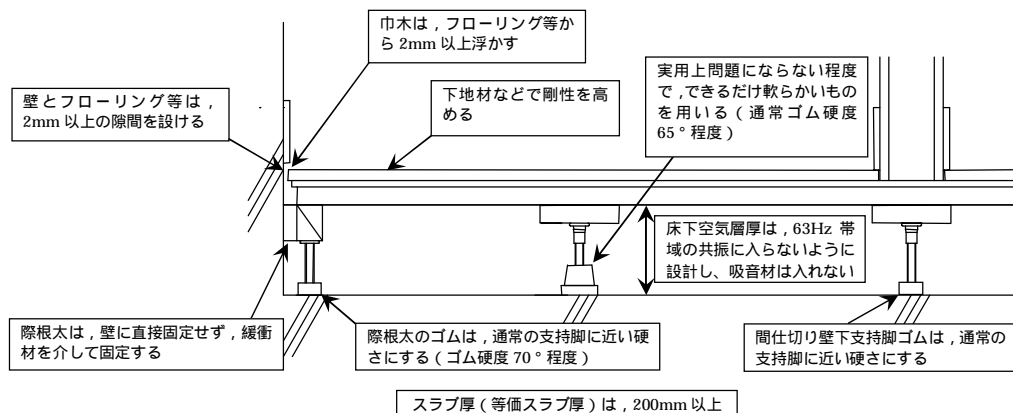 巾木は，フローリング等か
ら 2mm 以上浮かす
壁とフローリング等は，
2mm 以上の隙間を設ける
下地材などで剛性を高
める
実用上問題にならない程度
で，できるだけ軟らかいもの
を用いる（通常ゴム硬度
65°程度）
床下空気層厚は，63Hz 帯
域の共振に入らないように
設計し、吸音材は入れない
際根太は，壁に直接固定せず，緩衝
材を介して固定する
際根太のゴムは，通常の支持脚に近い硬
さにする（ゴム硬度 70°程度）
間仕切り壁下支持脚ゴムは，通常の
支持脚に近い硬さにする
スラブ厚（等価スラブ厚）は，200mm 以上